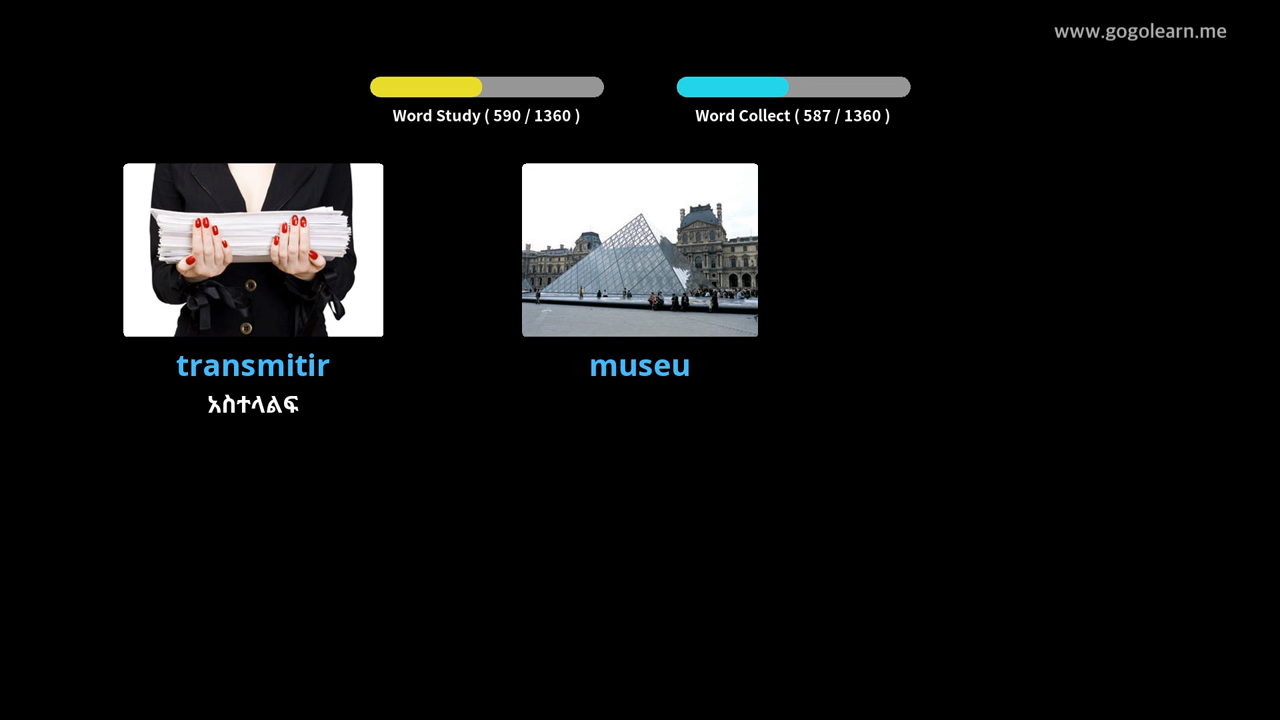 www.gogolearn.me
Word Study ( 590 / 1360 )
Word Collect ( 587 / 1360 )
transmitir
አስተላልፍ
museu